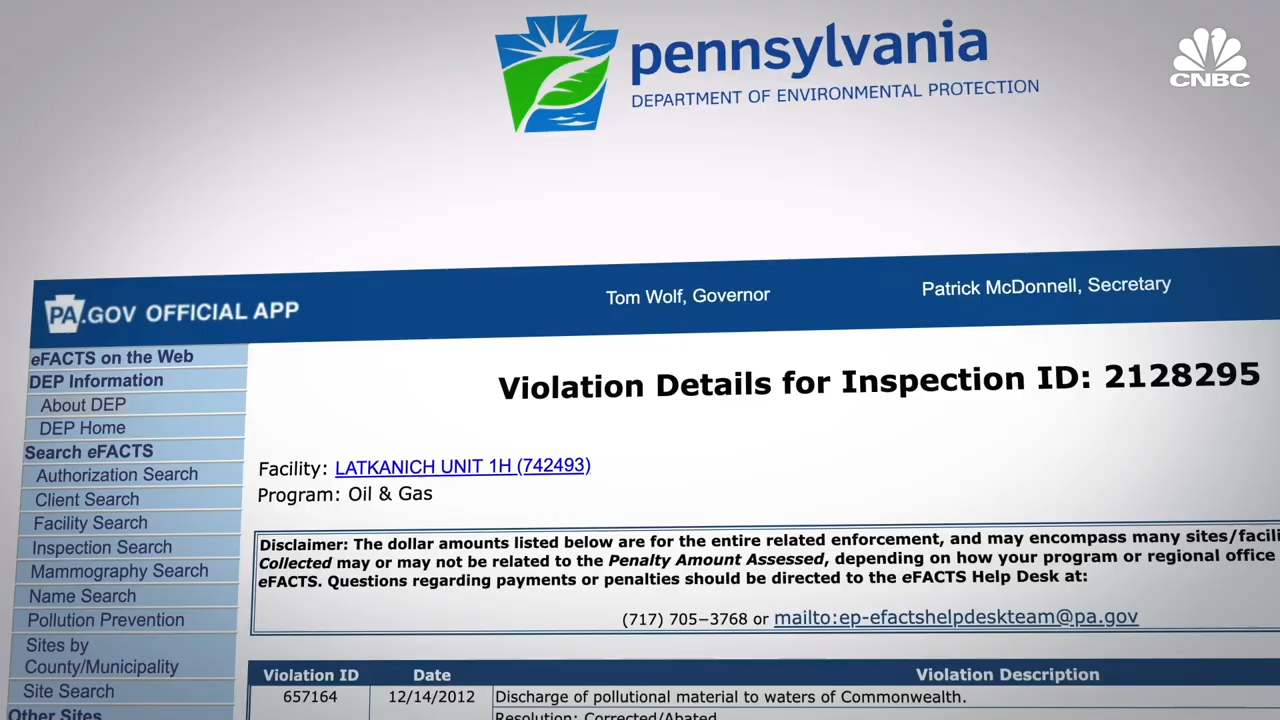 pennsylvania
DEPARTMENT OF ENVIRONMENTAL PROTECTION
CNBC
PA.GOV OFFICIAL APP
Tom Wolf, Governor
Patrick McDonnell, Secretary
eFACTS on the Web
DEP Information
About DEP
DEP Home
Search eFACTS
Authorization Search
Client Search
Facility Search
Inspection Search
Mammography Search
Name Search
Pollution Prevention
Sites by
County/Municipality
Site Search
Other Sites
Violation Details for Inspection ID: 2128295
Facility: LATKANICH UNIT 1H (742493)
Program: Oil & Gas
Disclaimer: The dollar amounts listed below are for the entire related enforcement, and may encompass many sites/facili
Collected may or may not be related to the Penalty Amount Assessed, depending on how your program or regional office
eFACTS. Questions regarding payments or penalties should be directed to the eFACTS Help Desk at:
(717) 705–3768 or mailto:ep-efactshelpdeskteam@pa.gov
Violation ID
Date
Violation Description
657164
12/14/2012
Discharge of pollutional material to waters of Commonwealth.
Resolution: Corrected/Abated